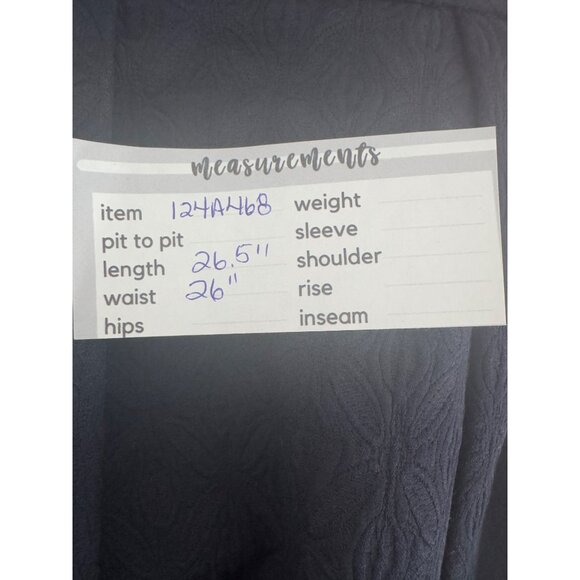 measurements
item 124A468
pit to pit
length 26.5"
waist 26"
hips
weight
sleeve
shoulder
rise
inseam